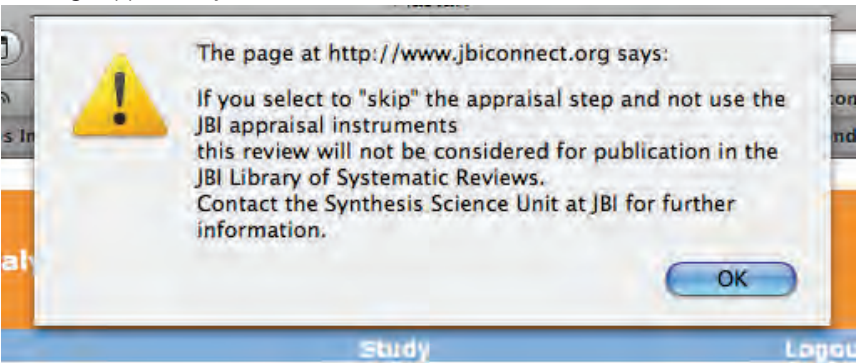 The page at http://www.jbiconnect.org says:
If you select to "skip" the appraisal step and not use the
JBI appraisal instruments
this review will not be considered for publication in the
JBI Library of Systematic Reviews.
Contact the Synthesis Science Unit at JBI for further
information.
OK
Study